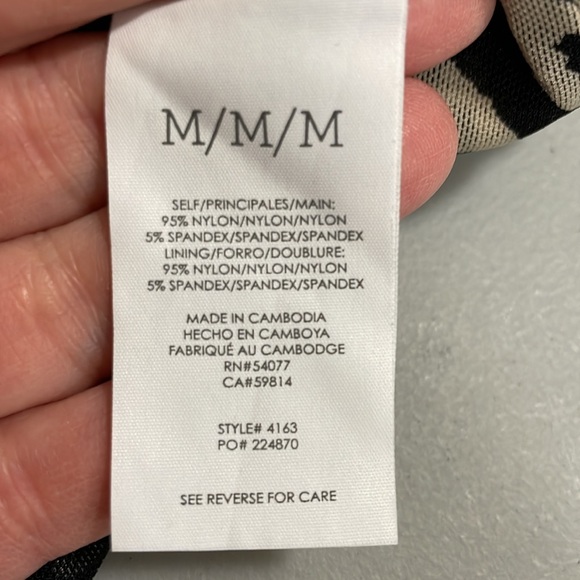 M/M/M
SELF/PRINCIPALES/MAIN:
95% NYLON/NYLON/NYLON
5% SPANDEX/SPANDEX/SPANDEX
LINING/FORRO/DOUBLURE:
95% NYLON/NYLON/NYLON
5% SPANDEX/SPANDEX/SPANDEX
MADE IN CAMBODIA
HECHO EN CAMBOYA
FABRIQUÉ AU CAMBODGE
RN#54077
CA#59814
STYLE# 4163
PO# 224870
SEE REVERSE FOR CARE